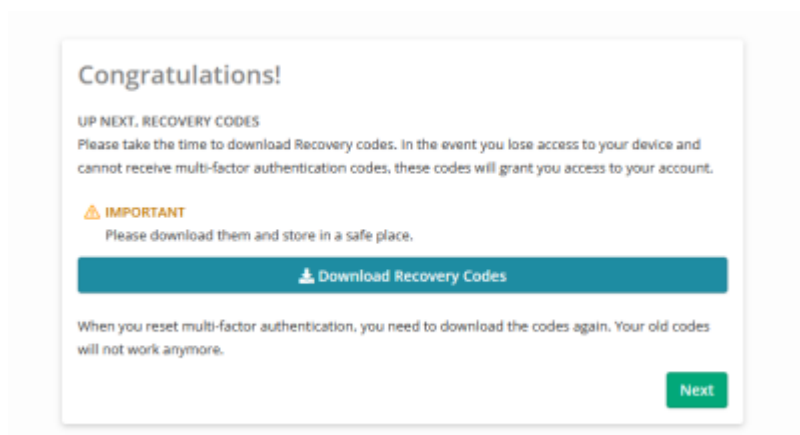 Congratulations!
UP NEXT, RECOVERY CODES
Please take the time to download Recovery codes. In the event you lose access to your device and
cannot receive multi-factor authentication codes, these codes will grant you access to your account.
IMPORTANT
Please download them and store in a safe place.
Download Recovery Codes
When you reset multi-factor authentication, you need to download the codes again. Your old codes
will not work anymore.
Next